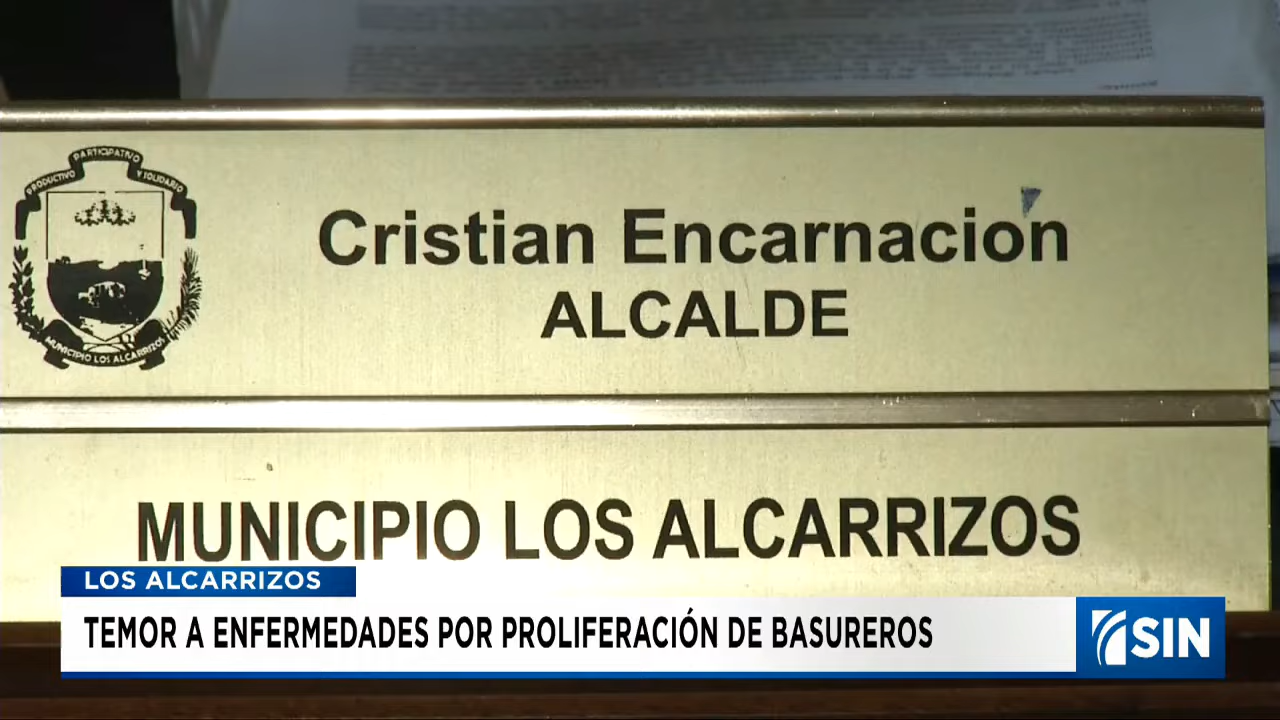 PARTICIPATIVO
PRODUCTIVO Y SOLIDARIO
MUNICIPIO LOS ALCARRIZOS
Cristian Encarnación
ALCALDE
MUNICIPIO LOS ALCARRIZOS
LOS ALCARRIZOS
TEMOR A ENFERMEDADES POR PROLIFERACIÓN DE BASUREROS
SIN